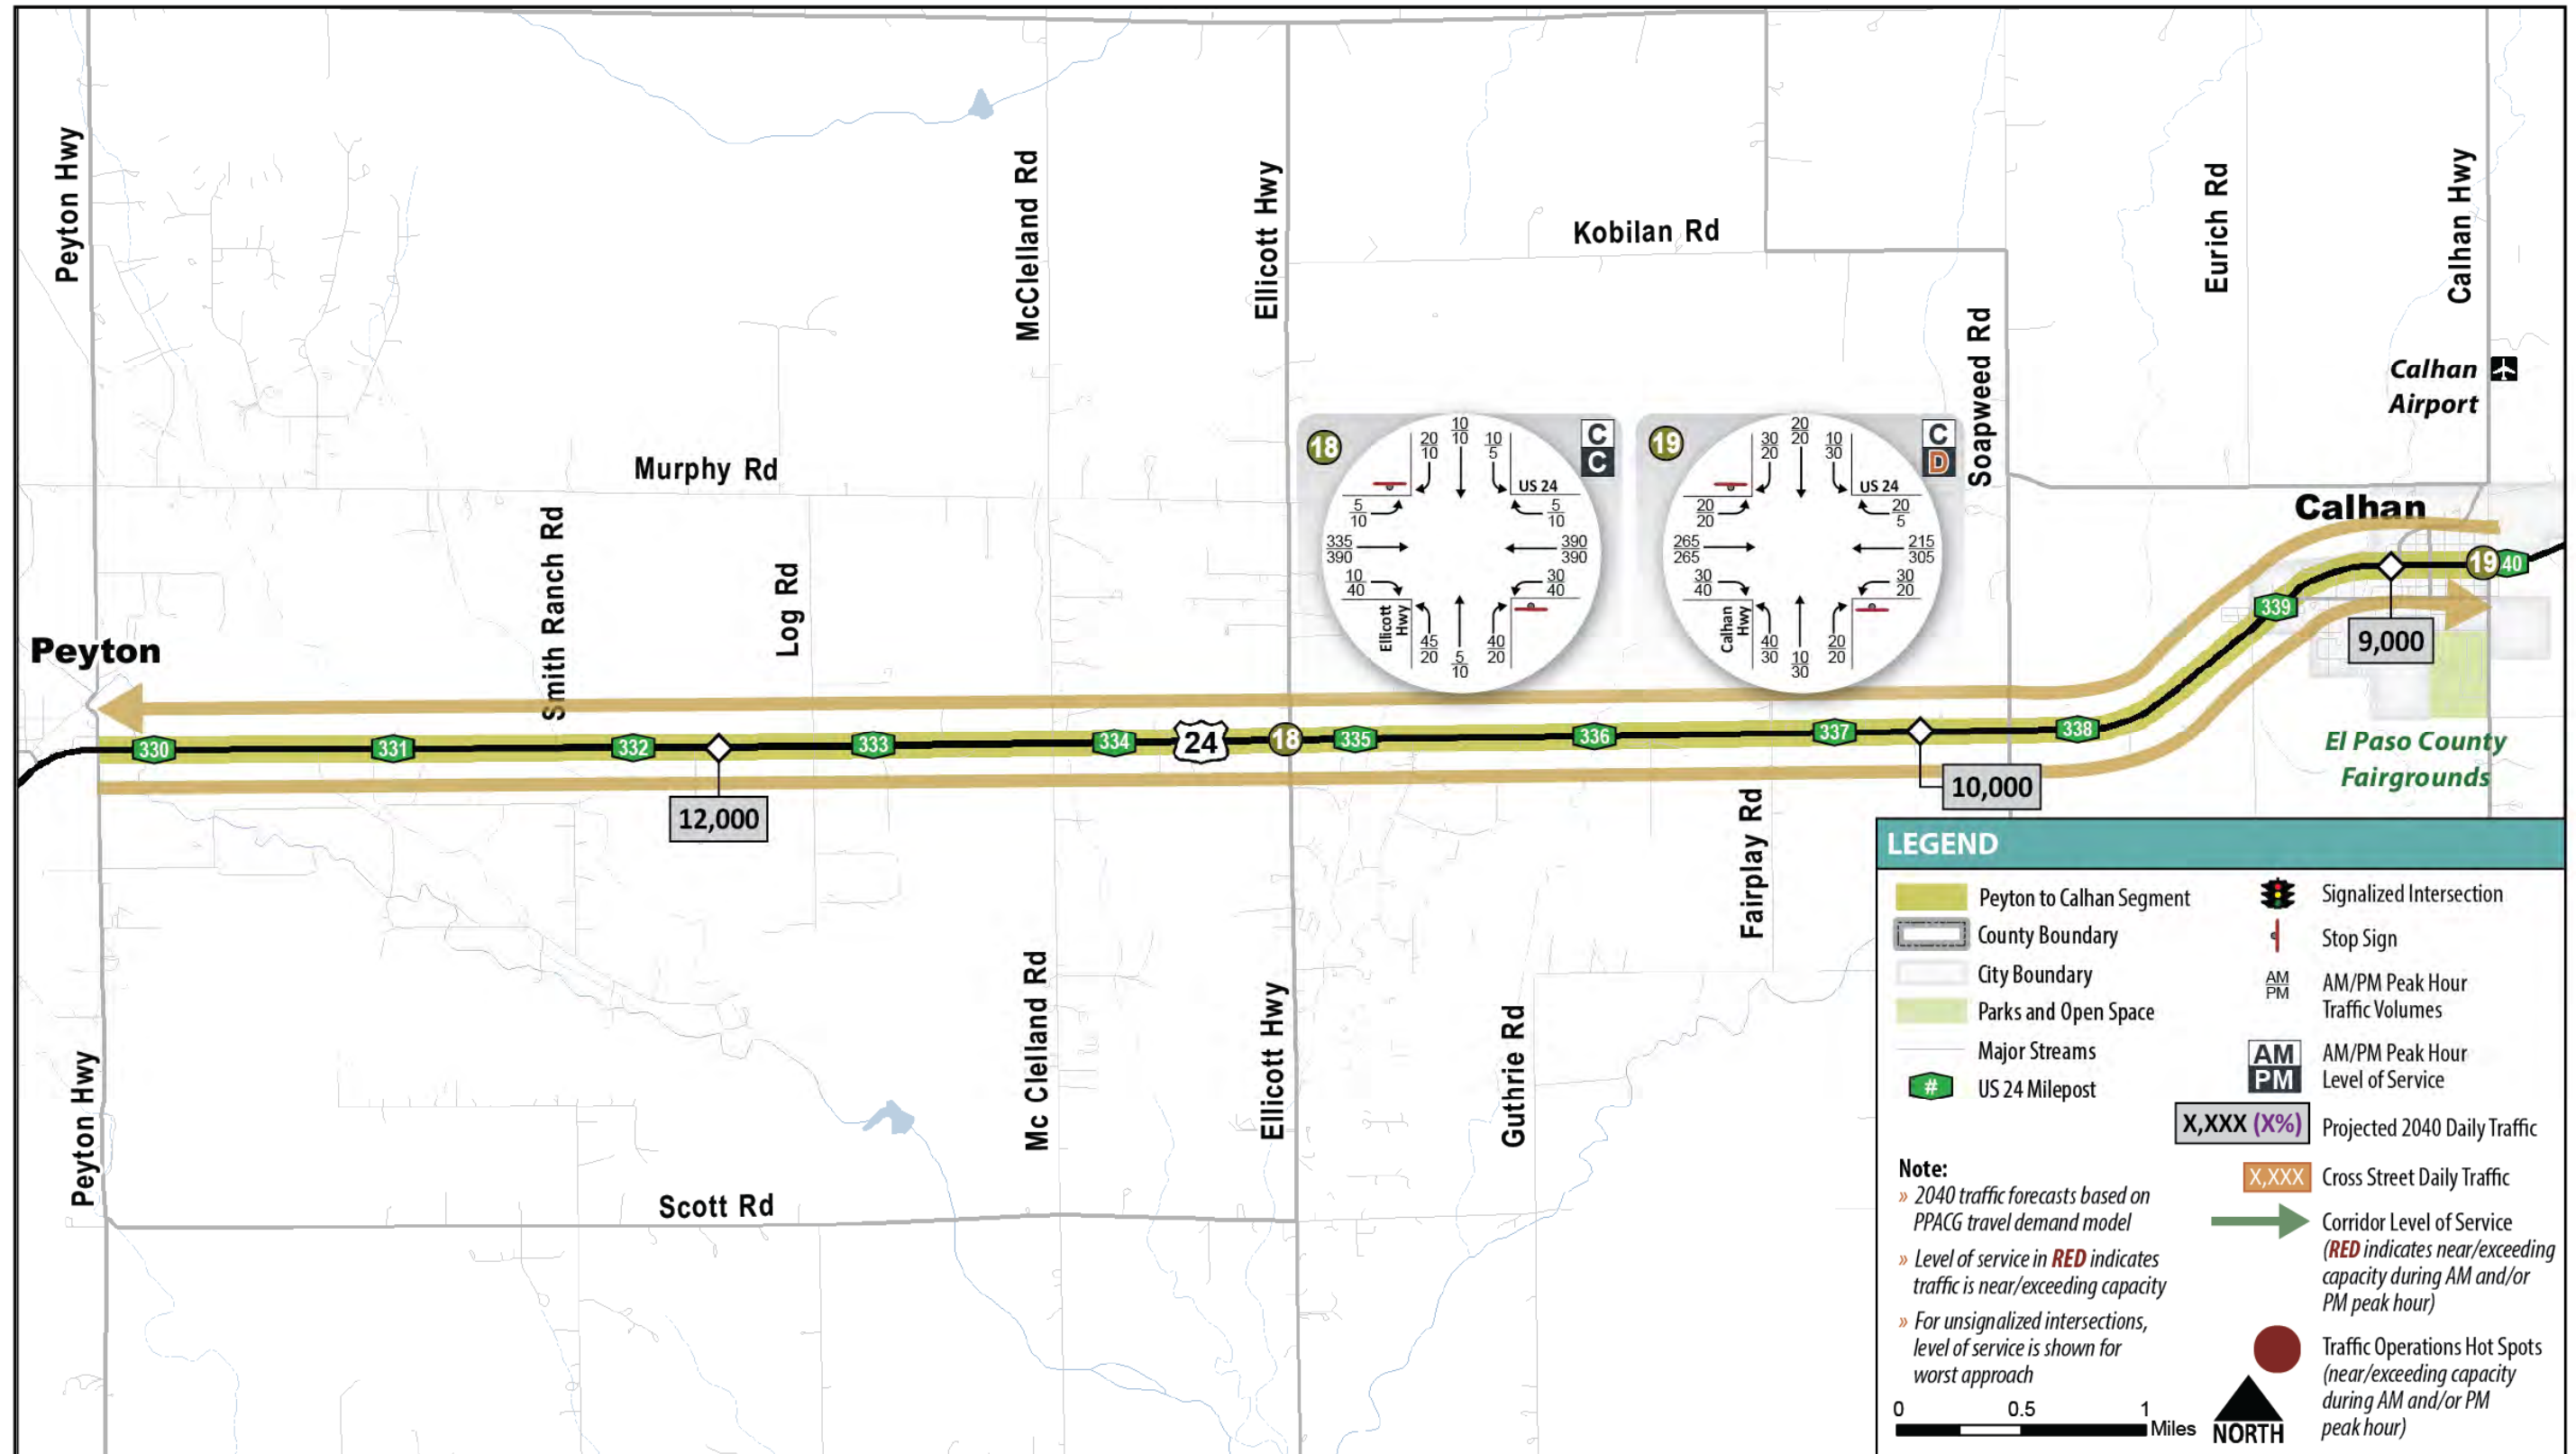 Peyton Hwy
McClelland Rd
Ellicott Hwy
Kobilan Rd
Eurich Rd
Calhan Hwy
Soapweed Rd
Calhan
Airport
Murphy Rd
Smith Ranch Rd
Log Rd
18
C
C
20
10
10
10
10
5
US 24
5
10
5
10
335
390
390
390
10
40
30
40
Ellicott
Hwy
45
20
5
10
40
20
19
C
D
30
20
20
20
10
30
US 24
20
20
20
5
265
265
215
305
30
40
30
20
Calhan
Hwy
40
30
10
30
20
20
Calhan
19
40
339
9,000
Peyton
330
331
332
333
334
24
18
335
336
337
338
12,000
10,000
El Paso County
Fairgrounds
Fairplay Rd
Mc Clelland Rd
Ellicott Hwy
Guthrie Rd
Peyton Hwy
Scott Rd
LEGEND
Peyton to Calhan Segment
County Boundary
City Boundary
Parks and Open Space
Major Streams
# US 24 Milepost
Signalized Intersection
Stop Sign
AM
PM
AM/PM Peak Hour
Traffic Volumes
AM
PM
AM/PM Peak Hour
Level of Service
X,XXX (X%) Projected 2040 Daily Traffic
X,XXX Cross Street Daily Traffic
Corridor Level of Service
(RED indicates near/exceeding
capacity during AM and/or
PM peak hour)
Traffic Operations Hot Spots
(near/exceeding capacity
during AM and/or PM
peak hour)
Note:
» 2040 traffic forecasts based on
PPACG travel demand model
» Level of service in RED indicates
traffic is near/exceeding capacity
» For unsignalized intersections,
level of service is shown for
worst approach
0 0.5 1
Miles
NORTH